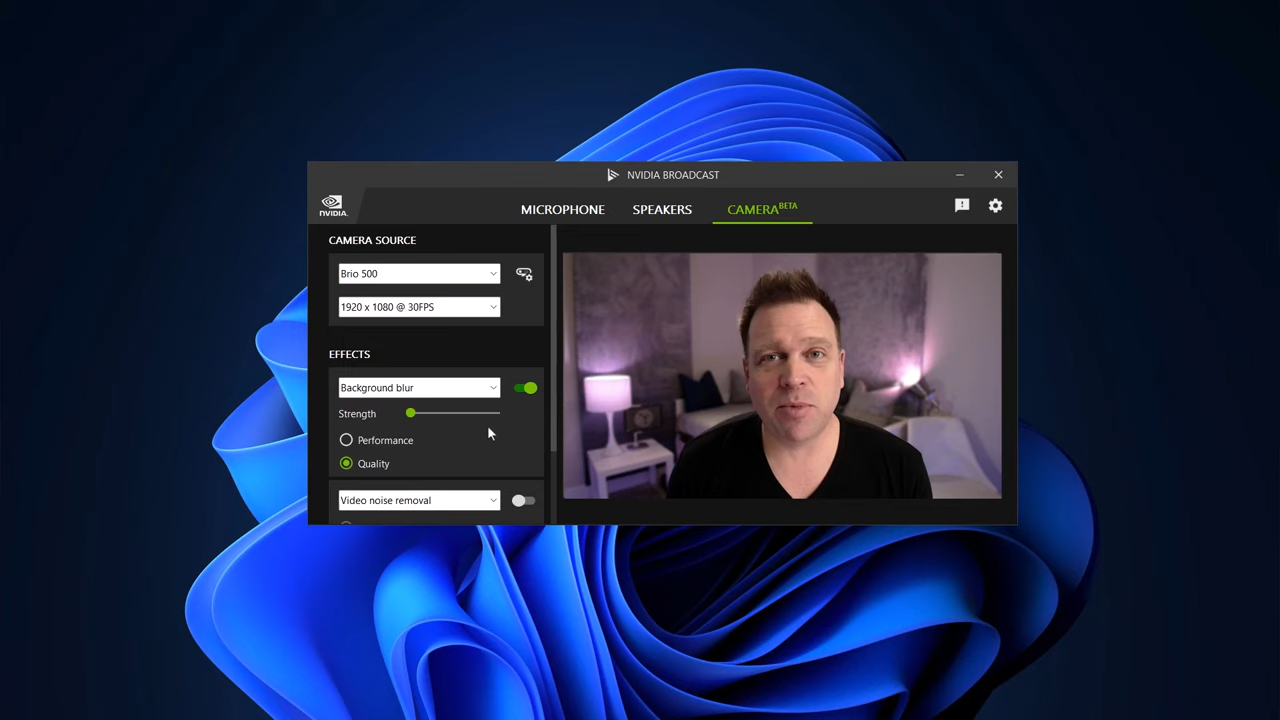 NVIDIA BROADCAST
NVIDIA.
MICROPHONE
SPEAKERS
CAMERA BETA
CAMERA SOURCE
Brio 500
1920 x 1080 @ 30FPS
EFFECTS
Background blur
Strength
Performance
Quality
Video noise removal